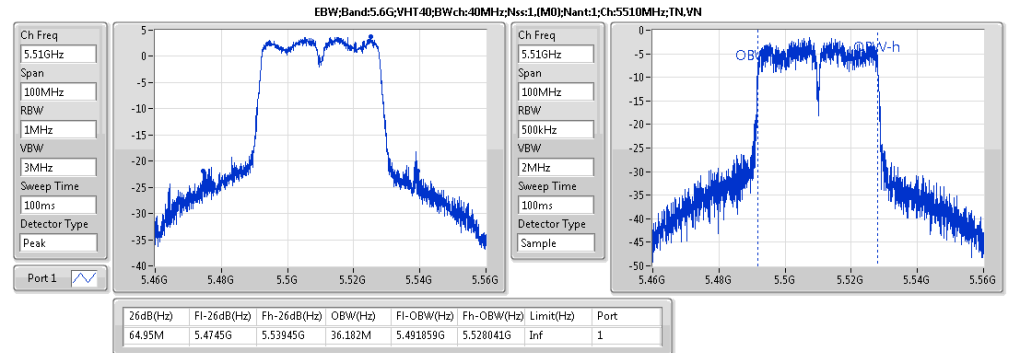 EBW;Band:5.6G;VHT40;BWch:40MHz;Nss:1,(M0);Nant:1;Ch:5510MHz;TN,VN
Ch Freq
5.51GHz
Span
100MHz
RBW
1MHz
VBW
3MHz
Sweep Time
100ms
Detector Type
Peak
Port 1
5-
0-
-5-
-10-
-15-
-20-
-25-
-30-
-35-
-40-
5.46G 5.48G 5.5G 5.52G 5.54G 5.56G
Ch Freq
5.51GHz
Span
100MHz
RBW
500kHz
VBW
2MHz
Sweep Time
100ms
Detector Type
Sample
0-
-5-
-10-
-15-
-20-
-25-
-30-
-35-
-40-
-45-
-50-
5.46G 5.48G 5.5G 5.52G 5.54G 5.56G
26dB(Hz) Fl-26dB(Hz) Fh-26dB(Hz) OBW(Hz) Fl-OBW(Hz) Fh-OBW(Hz) Limit(Hz) Port
64.95M 5.4745G 5.53945G 36.182M 5.491859G 5.528041G Inf 1